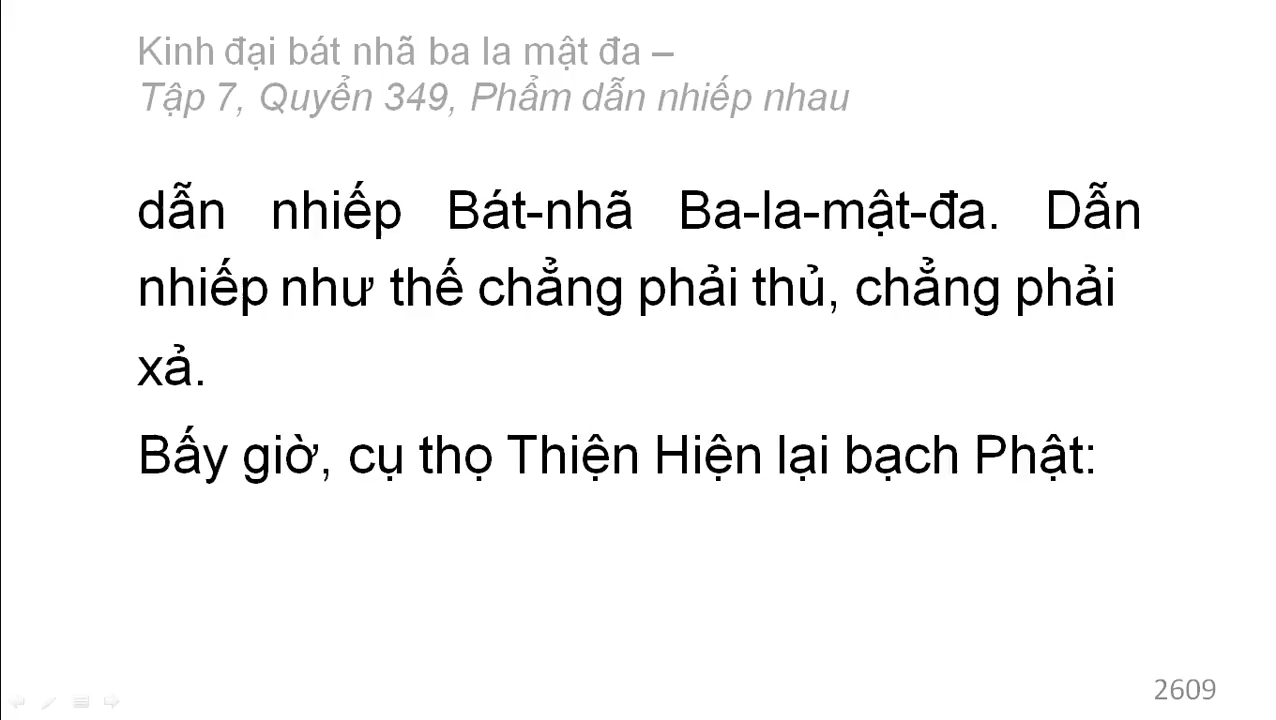 Kinh đại bát nhã ba la mật đa –
Tập 7, Quyển 349, Phẩm dẫn nhiếp nhau
dẫn nhiếp Bát-nhã Ba-la-mật-đa. Dẫn
nhiếp như thế chẳng phải thủ, chẳng phải
xả.
Bấy giờ, cụ thọ Thiện Hiện lại bạch Phật:
2609